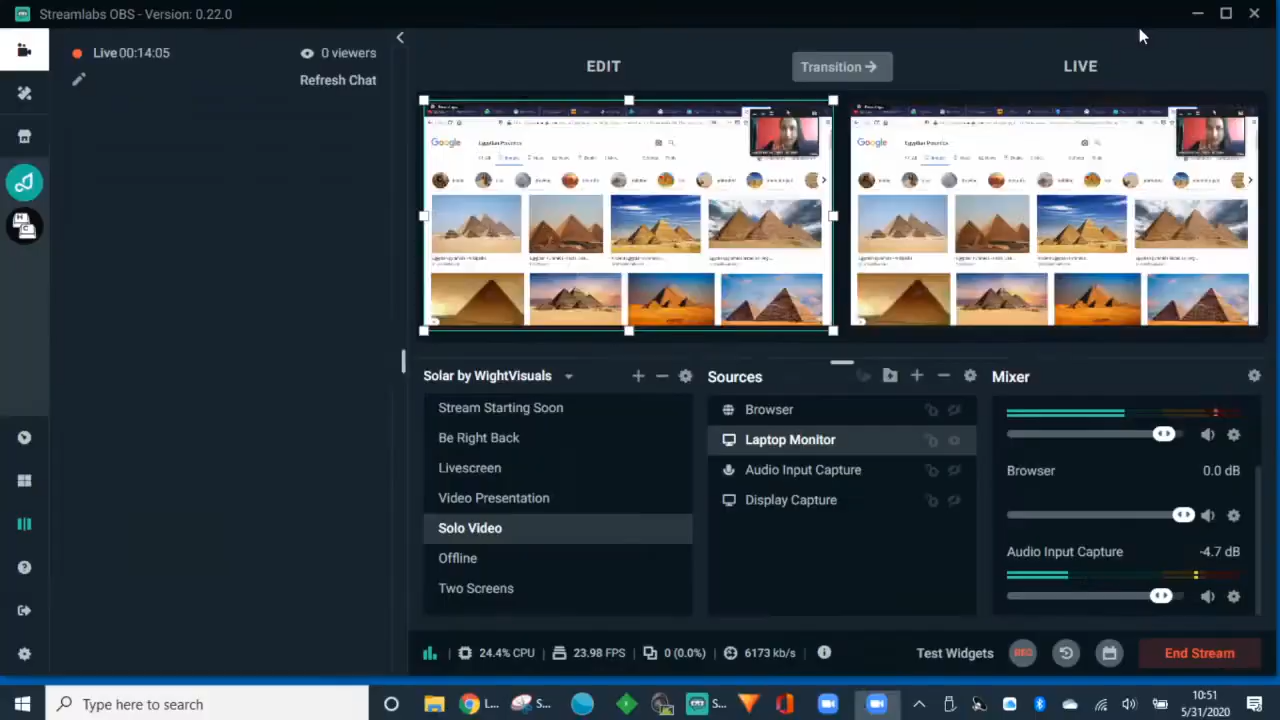 Streamlabs OBS - Version: 0.22.0
Live 00:14:05
0 viewers
Refresh Chat
EDIT
Transition
LIVE
Google
Google
Solar by WightVisuals
Stream Starting Soon
Be Right Back
Livescreen
Video Presentation
Solo Video
Offline
Two Screens
Sources
Browser
Laptop Monitor
Audio Input Capture
Display Capture
Mixer
Browser
0.0 dB
Audio Input Capture
-4.7 dB
24.4% CPU
23.98 FPS
0 (0.0%)
6173 kb/s
Test Widgets
REC
End Stream
Type here to search
L...
S...
S...
10:51
5/31/2020